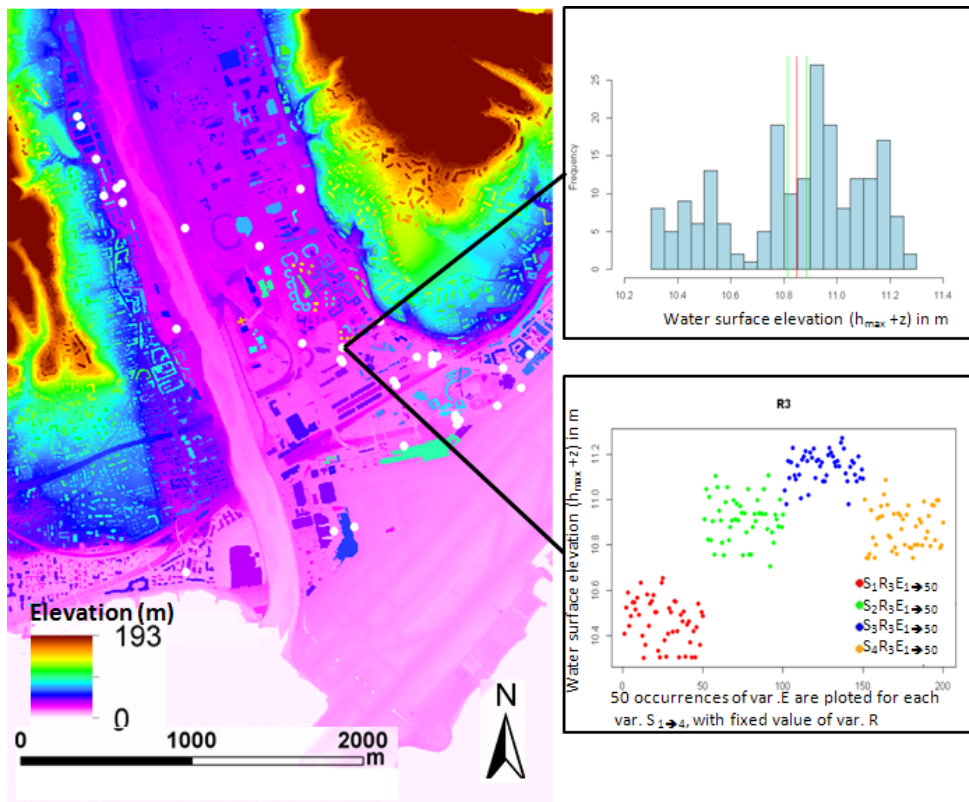 Elevation (m)
193
0
0 1000 2000
m
N
Frequency
0 5 10 15 20 25
10.2 10.4 10.6 10.8 11.0 11.2 11.4
Water surface elevation (hmax +z) in m
R3
Water surface elevation (hmax +z) in m
10.4 10.6 10.8 11.0 11.2
S1R3E1➔50
S2R3E1➔50
S3R3E1➔50
S4R3E1➔50
0 50 100 150 200
50 occurrences of var .E are ploted for each
var. S1➔4, with fixed value of var. R